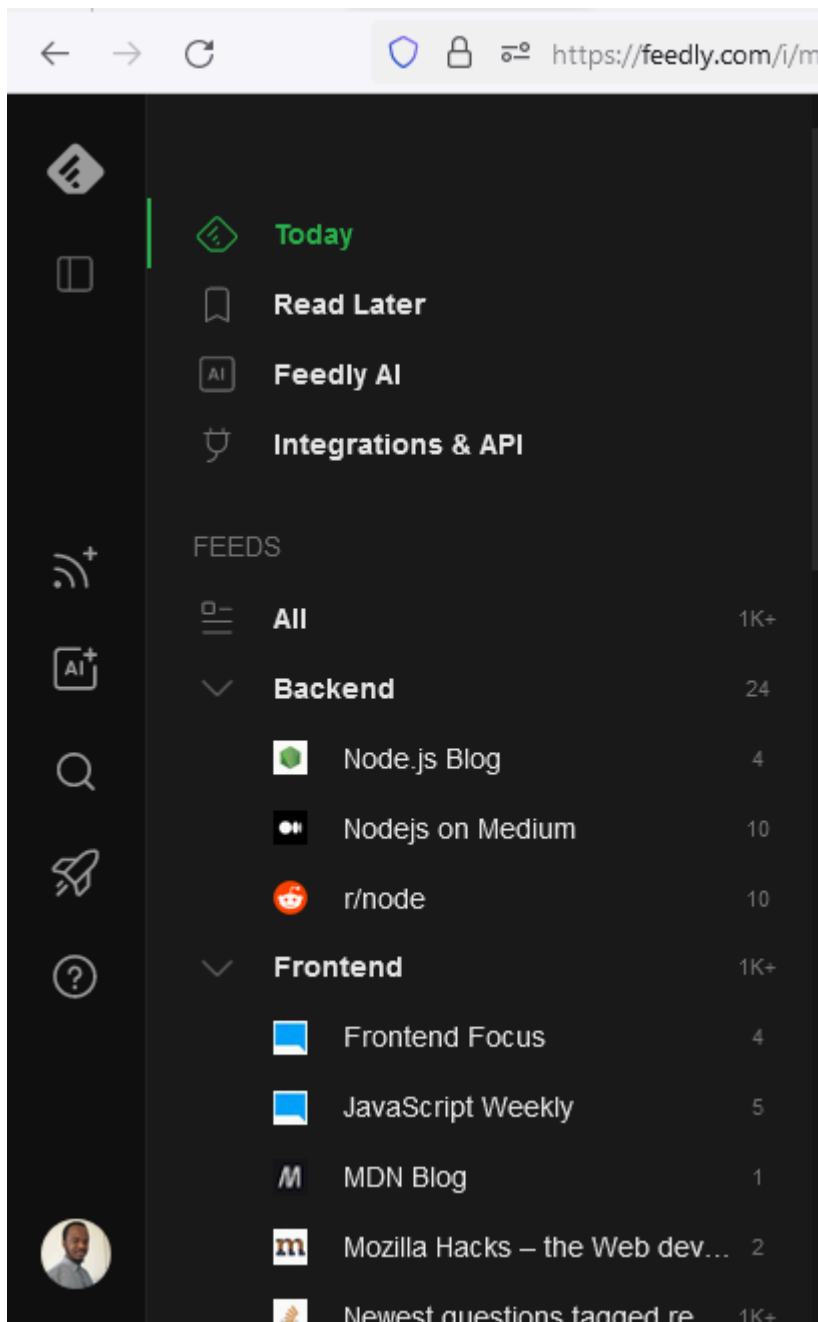 https://feedly.com/i/m
Today
Read Later
AI Feedly AI
Integrations & API
FEEDS
All 1K+
AI+
Backend 24
Node.js Blog 4
Nodejs on Medium 10
r/node 10
Frontend 1K+
Frontend Focus 4
JavaScript Weekly 5
MDN Blog 1
Mozilla Hacks – the Web dev... 2
Newest questions tagged re... 1K+